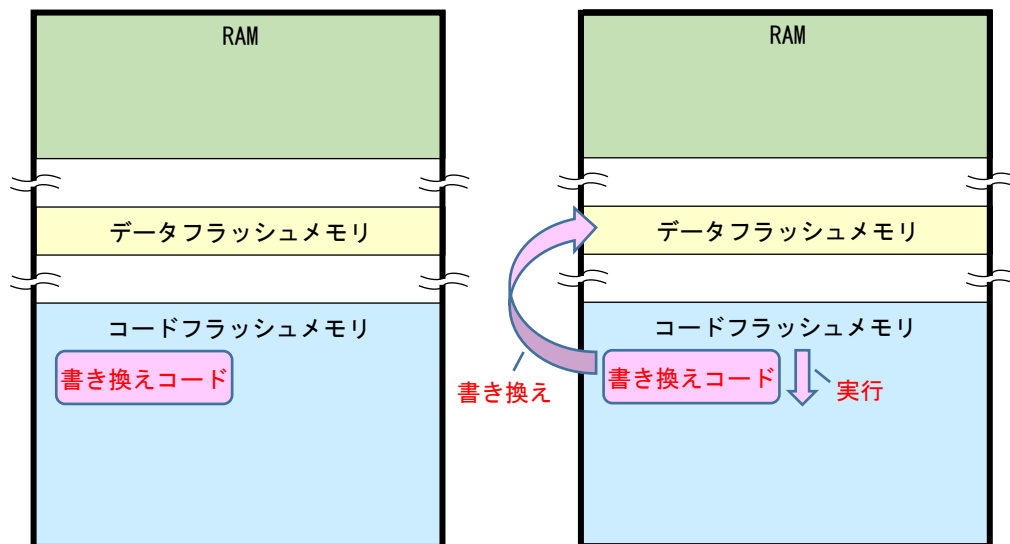 RAM
データフラッシュメモリ
コードフラッシュメモリ
書き換えコード
RAM
データフラッシュメモリ
コードフラッシュメモリ
書き換えコード
書き換え
実行